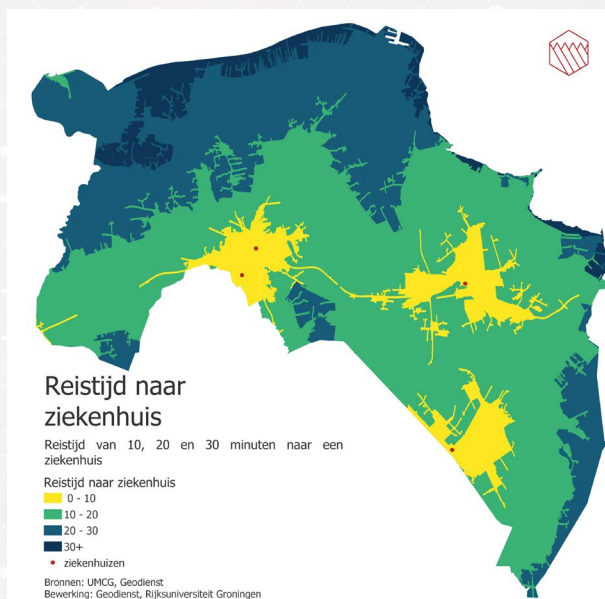 Reistijd naar
ziekenhuis
Reistijd van 10, 20 en 30 minuten naar een
ziekenhuis
Reistijd naar ziekenhuis
0 - 10
10 - 20
20 - 30
30+
ziekenhuizen
Bronnen: UMCG, Geodienst
Bewerking: Geodienst, Rijksuniversiteit Groningen